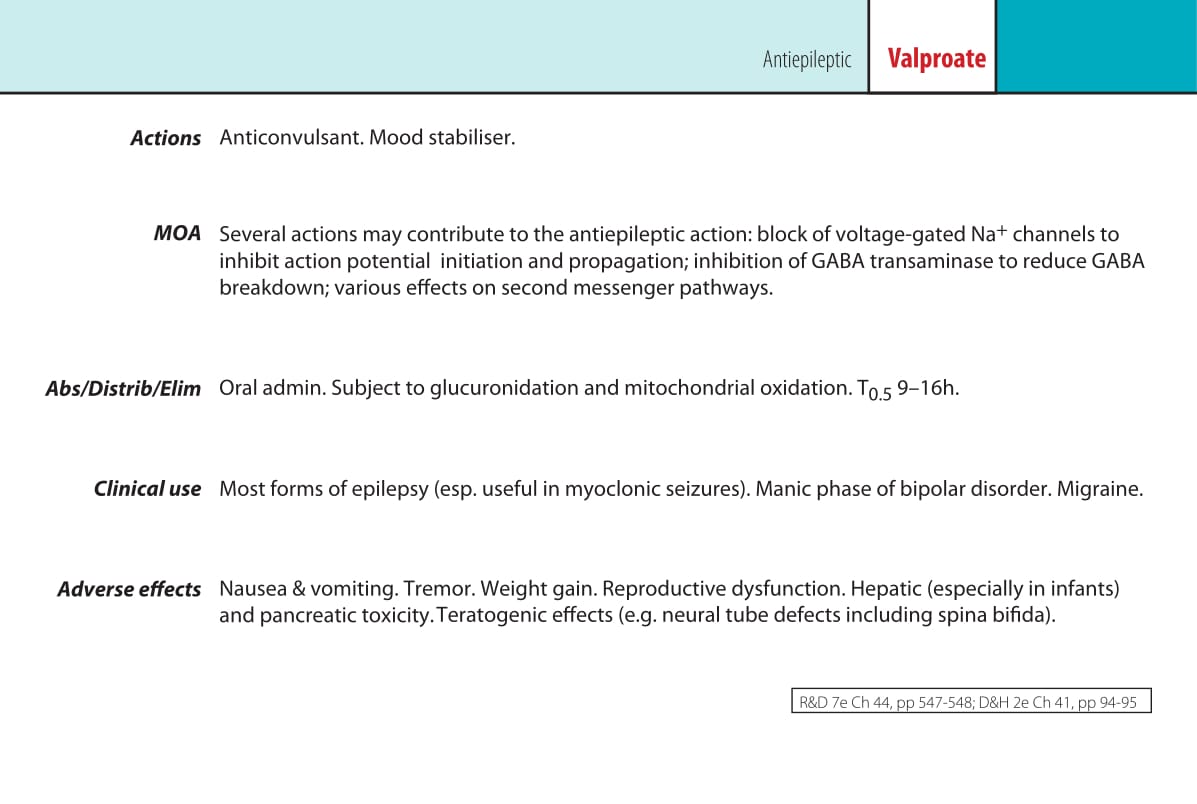 Antiepileptic Valproate
Actions Anticonvulsant. Mood stabiliser.
MOA Several actions may contribute to the antiepileptic action: block of voltage-gated Na+ channels to
inhibit action potential initiation and propagation; inhibition of GABA transaminase to reduce GABA
breakdown; various effects on second messenger pathways.
Abs/Distrib/Elim Oral admin. Subject to glucuronidation and mitochondrial oxidation. T0.5 9–16h.
Clinical use Most forms of epilepsy (esp. useful in myoclonic seizures). Manic phase of bipolar disorder. Migraine.
Adverse effects Nausea & vomiting. Tremor. Weight gain. Reproductive dysfunction. Hepatic (especially in infants)
and pancreatic toxicity. Teratogenic effects (e.g. neural tube defects including spina bifida).
R&D 7e Ch 44, pp 547-548; D&H 2e Ch 41, pp 94-95